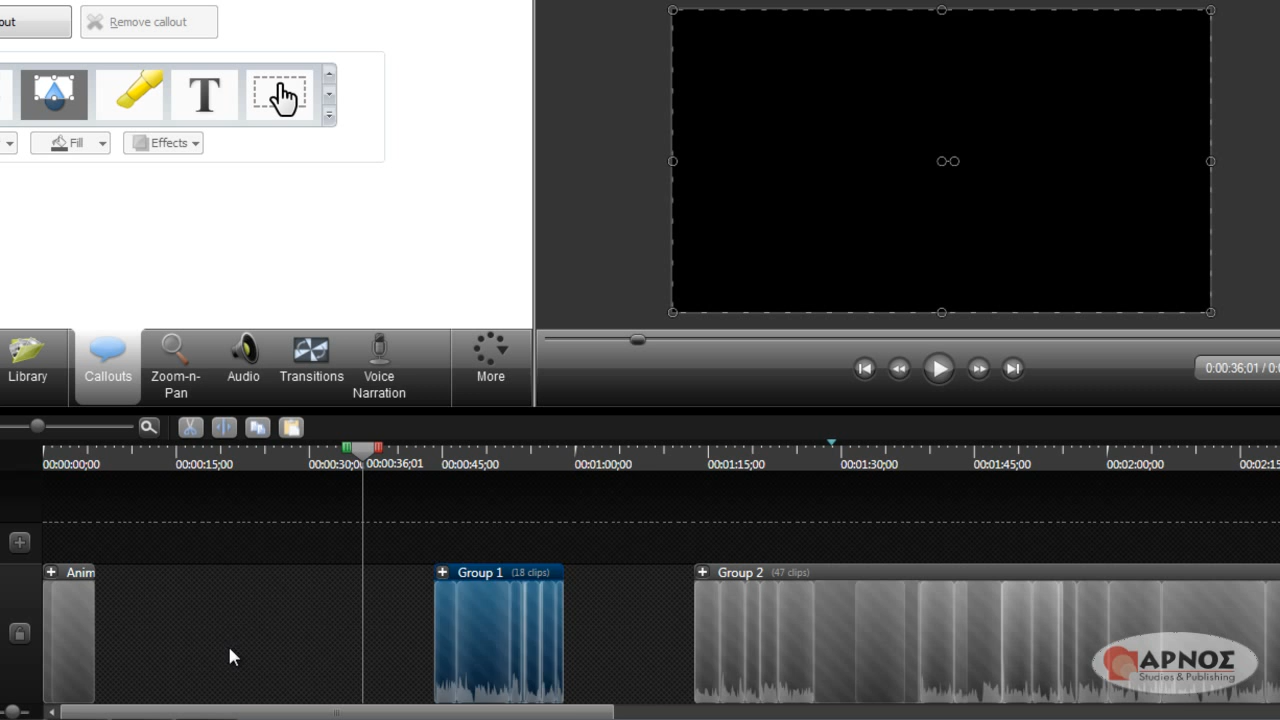 out
Remove callout
T
Fill
Effects
Library
Callouts
Zoom-n-
Pan
Audio
Transitions
Voice
Narration
More
0:00:36;01 / 0:0
00:00:00;00
00:00:15;00
00:00:30;0
00:00:36;01
00:00:45;00
00:01:00;00
00:01:15;00
00:01:30;00
00:01:45;00
00:02:00;00
00:02:15
Anim
Group 1 (18 clips)
Group 2 (47 clips)
ΑΡΝΟΣ
Studies & Publishing